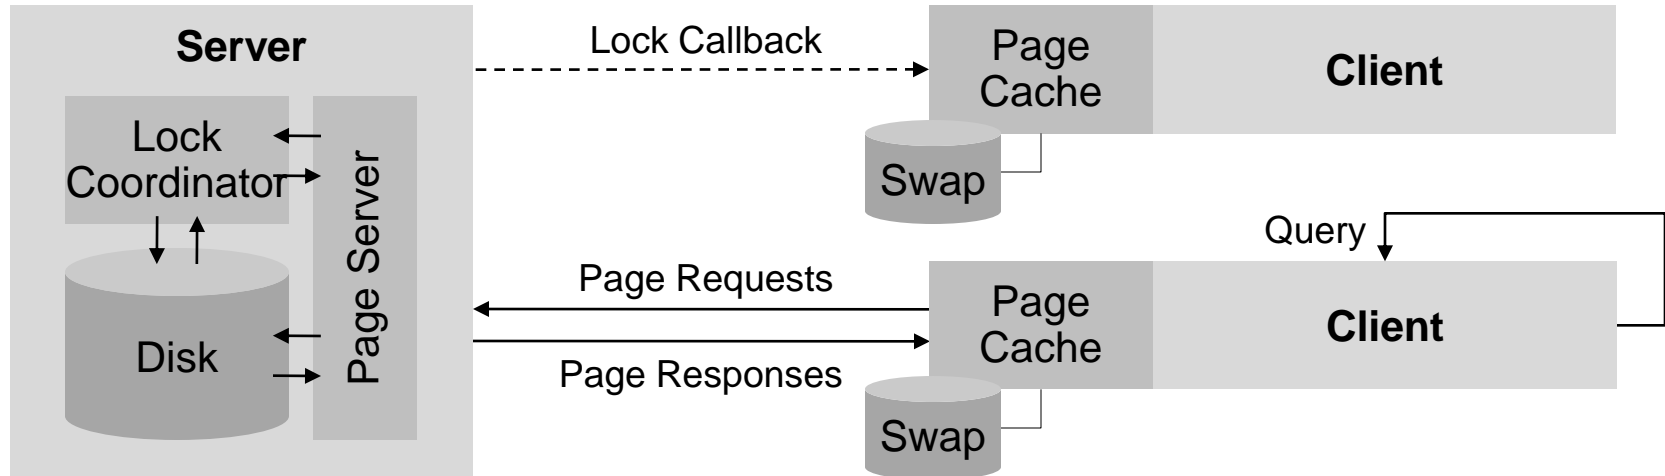 Server
Lock
Coordinator
Page Server
Disk
Lock Callback
Page
Cache
Client
Swap
Query
Page Requests
Page Responses
Page
Cache
Client
Swap